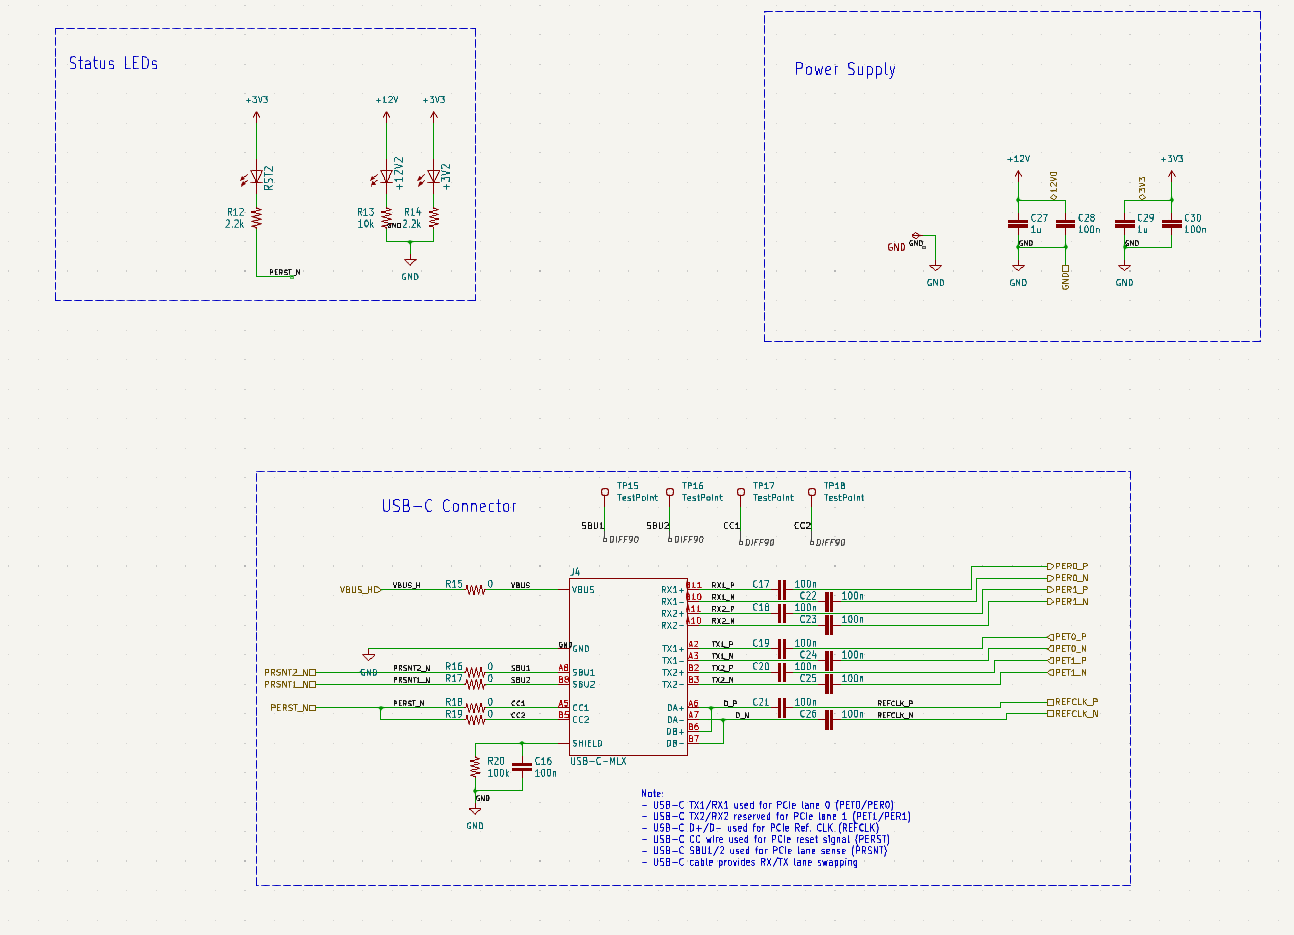 Status LEDs
+3V3
+12V
+3V3
RST2
+12V2
+3V2
R12
2.2k
R13
10k
GND
R14
2.2k
PERST_N
GND
Power Supply
+12V
+3V3
12V0
3V3
C27
1u
C28
100n
C29
1u
C30
100n
GND
GND
GND
GND
GND
GND
GND
GND
USB-C Connector
TP15
TestPoint
TP16
TestPoint
TP17
TestPoint
TP18
TestPoint
SBU1
SBU2
CC1
CC2
DIFF90
DIFF90
DIFF90
DIFF90
J4
VBUS_H
VBUS_H
R15
0
VBUS
VBUS
RX1+
B11
RX1_P
C17
100n
PER0_P
RX1-
B10
RX1_N
C22
100n
PER0_N
RX2+
A11
RX2_P
C18
100n
PER1_P
RX2-
A10
RX2_N
C23
100n
PER1_N
GND
GND
GND
TX1+
A2
TX1_P
C19
100n
PET0_P
TX1-
A3
TX1_N
C24
100n
PET0_N
PRSNT2_N
PRSNT2_N
R16
0
SBU1
A8
SBU1
TX2+
B2
TX2_P
C20
100n
PET1_P
PRSNT1_N
PRSNT1_N
R17
0
SBU2
B8
SBU2
TX2-
B3
TX2_N
C25
100n
PET1_N
PERST_N
PERST_N
R18
0
CC1
A5
CC1
DA+
A6
D_P
C21
100n
REFCLK_P
REFCLK_P
R19
0
CC2
B5
CC2
DA-
A7
D_N
C26
100n
REFCLK_N
REFCLK_N
DB+
B6
SHIELD
DB-
B7
R20
100k
C16
100n
USB-C-MLX
GND
GND
Note:
- USB-C TX1/RX1 used for PCIe lane 0 (PET0/PER0)
- USB-C TX2/RX2 reserved for PCIe lane 1 (PET1/PER1)
- USB-C D+/D- used for PCIe Ref. CLK (REFCLK)
- USB-C CC wire used for PCIe reset signal (PERST)
- USB-C SBU1/2 used for PCIe lane sense (PRSNT)
- USB-C cable provides RX/TX lane swapping